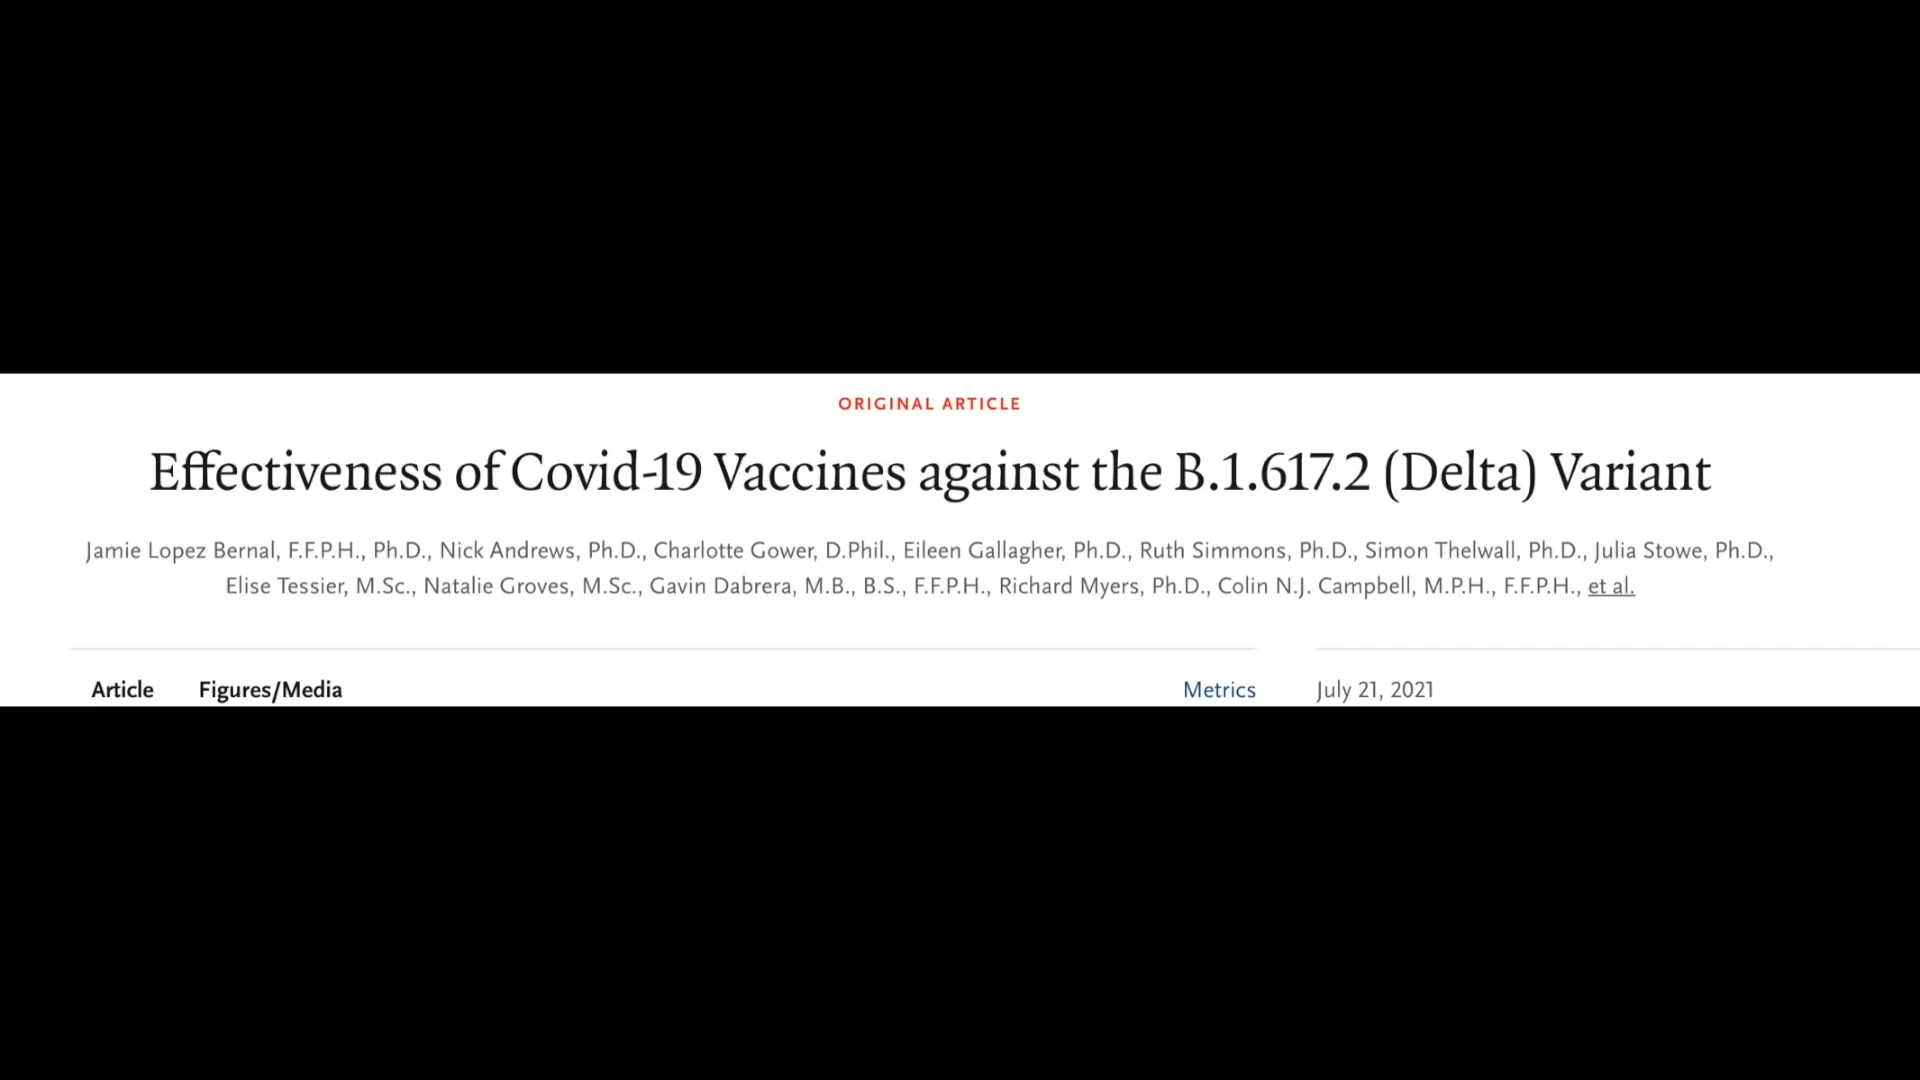 ORIGINAL ARTICLE
Effectiveness of Covid-19 Vaccines against the B.1.617.2 (Delta) Variant
Jamie Lopez Bernal, F.F.P.H., Ph.D., Nick Andrews, Ph.D., Charlotte Gower, D.Phil., Eileen Gallagher, Ph.D., Ruth Simmons, Ph.D., Simon Thelwall, Ph.D., Julia Stowe, Ph.D.,
Elise Tessier, M.Sc., Natalie Groves, M.Sc., Gavin Dabrera, M.B., B.S., F.F.P.H., Richard Myers, Ph.D., Colin N.J. Campbell, M.P.H., F.F.P.H., et al.
Article Figures/Media Metrics July 21, 2021